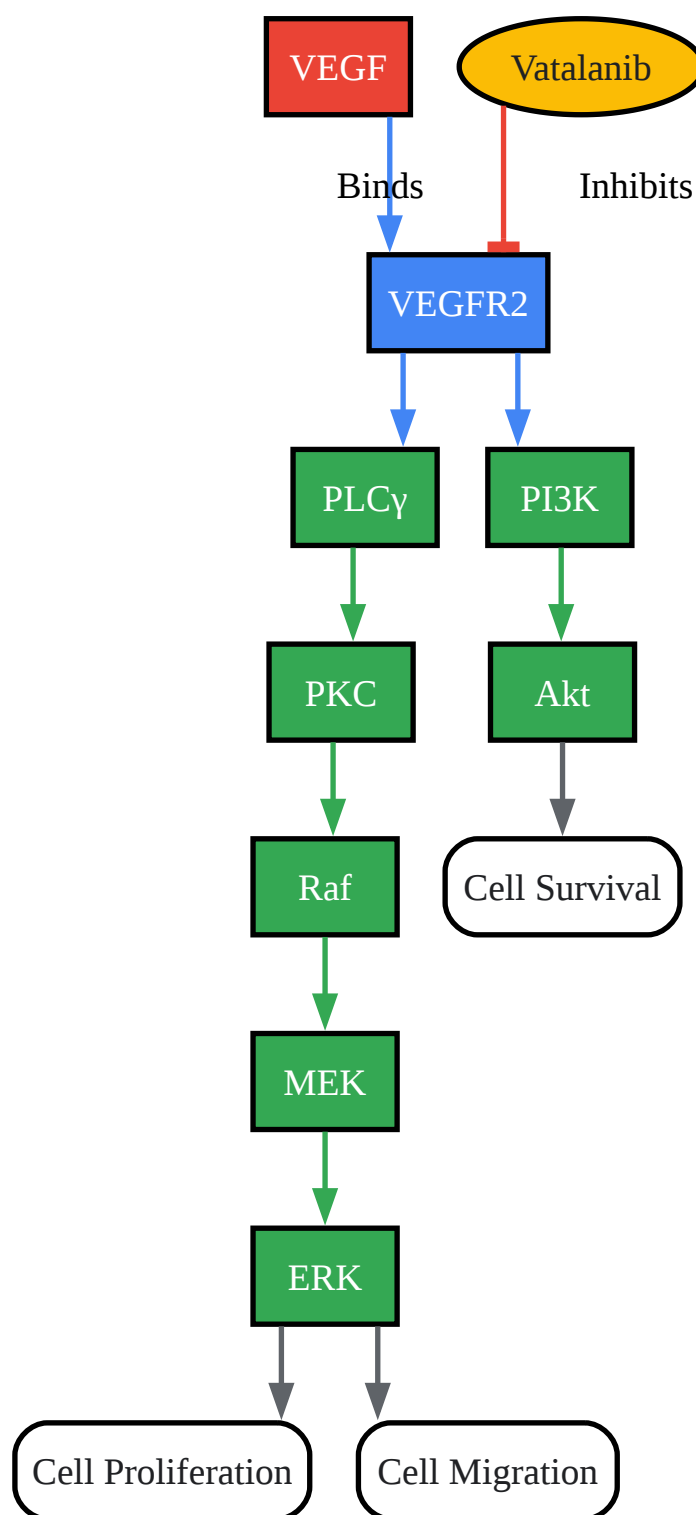 VEGF
Vatalanib
Binds
Inhibits
VEGFR2
PLCγ
PI3K
PKC
Akt
Raf
Cell Survival
MEK
ERK
Cell Proliferation
Cell Migration